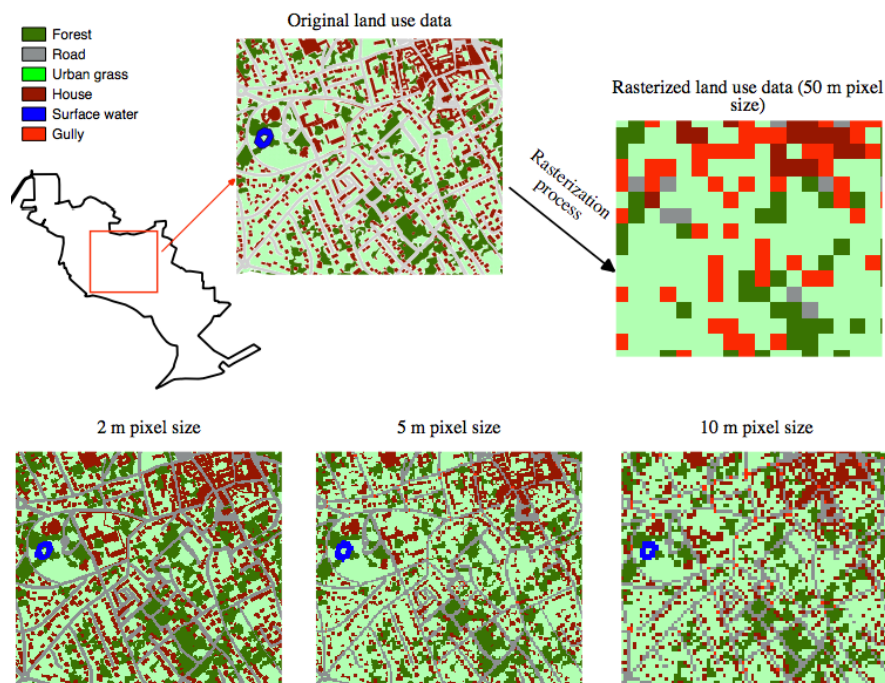 Original land use data
Forest
Road
Urban grass
House
Surface water
Gully
Rasterized land use data (50 m pixel
size)
Rasterization
process
2 m pixel size
5 m pixel size
10 m pixel size